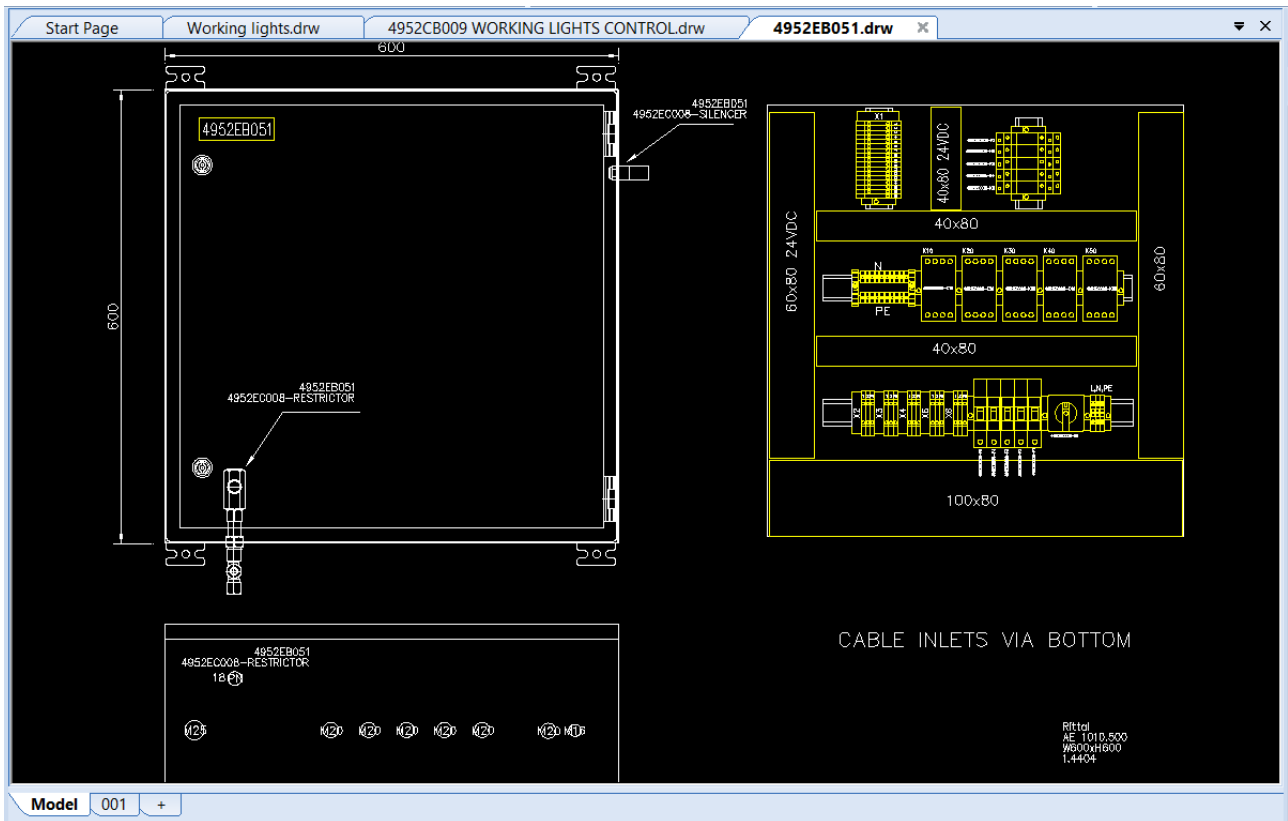 Start Page
Working lights.drw
4952CB009 WORKING LIGHTS CONTROL.drw
4952EB051.drw
600
4952EB051
4952EC008-SILENCER
4952EB051
600
4952EB051
4952EC008-RESTRICTOR
X1
40x80 24VDC
40x80
60x80 24VDC
60x80
K10 K20 K30 K40 K50
N
PE
40x80
X2 X3 X4 X5 X6
L,N,PE
100x80
CABLE INLETS VIA BOTTOM
4952EB051
4952EC008-RESTRICTOR
18 PN
M25 M20 M20 M20 M20 M20 M20 M16
Rittal
AE 1010.500
W600xH600
1.4404
Model
001
+